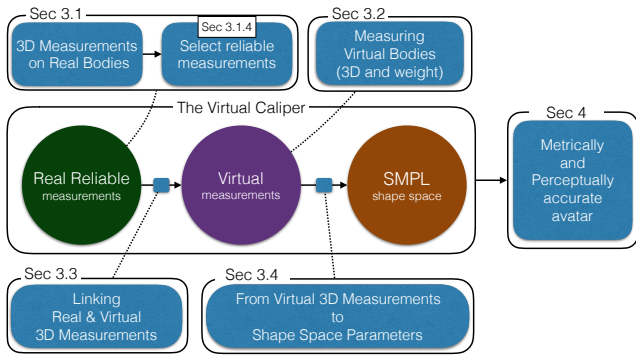 Sec 3.1
Sec 3.1.4
3D Measurements
on Real Bodies
Select reliable
measurements
Sec 3.2
Measuring
Virtual Bodies
(3D and weight)
The Virtual Caliper
Real Reliable
measurements
Virtual
measurements
SMPL
shape space
Sec 4
Metrically
and
Perceptually
accurate
avatar
Sec 3.3
Linking
Real & Virtual
3D Measurements
Sec 3.4
From Virtual 3D Measurements
to
Shape Space Parameters